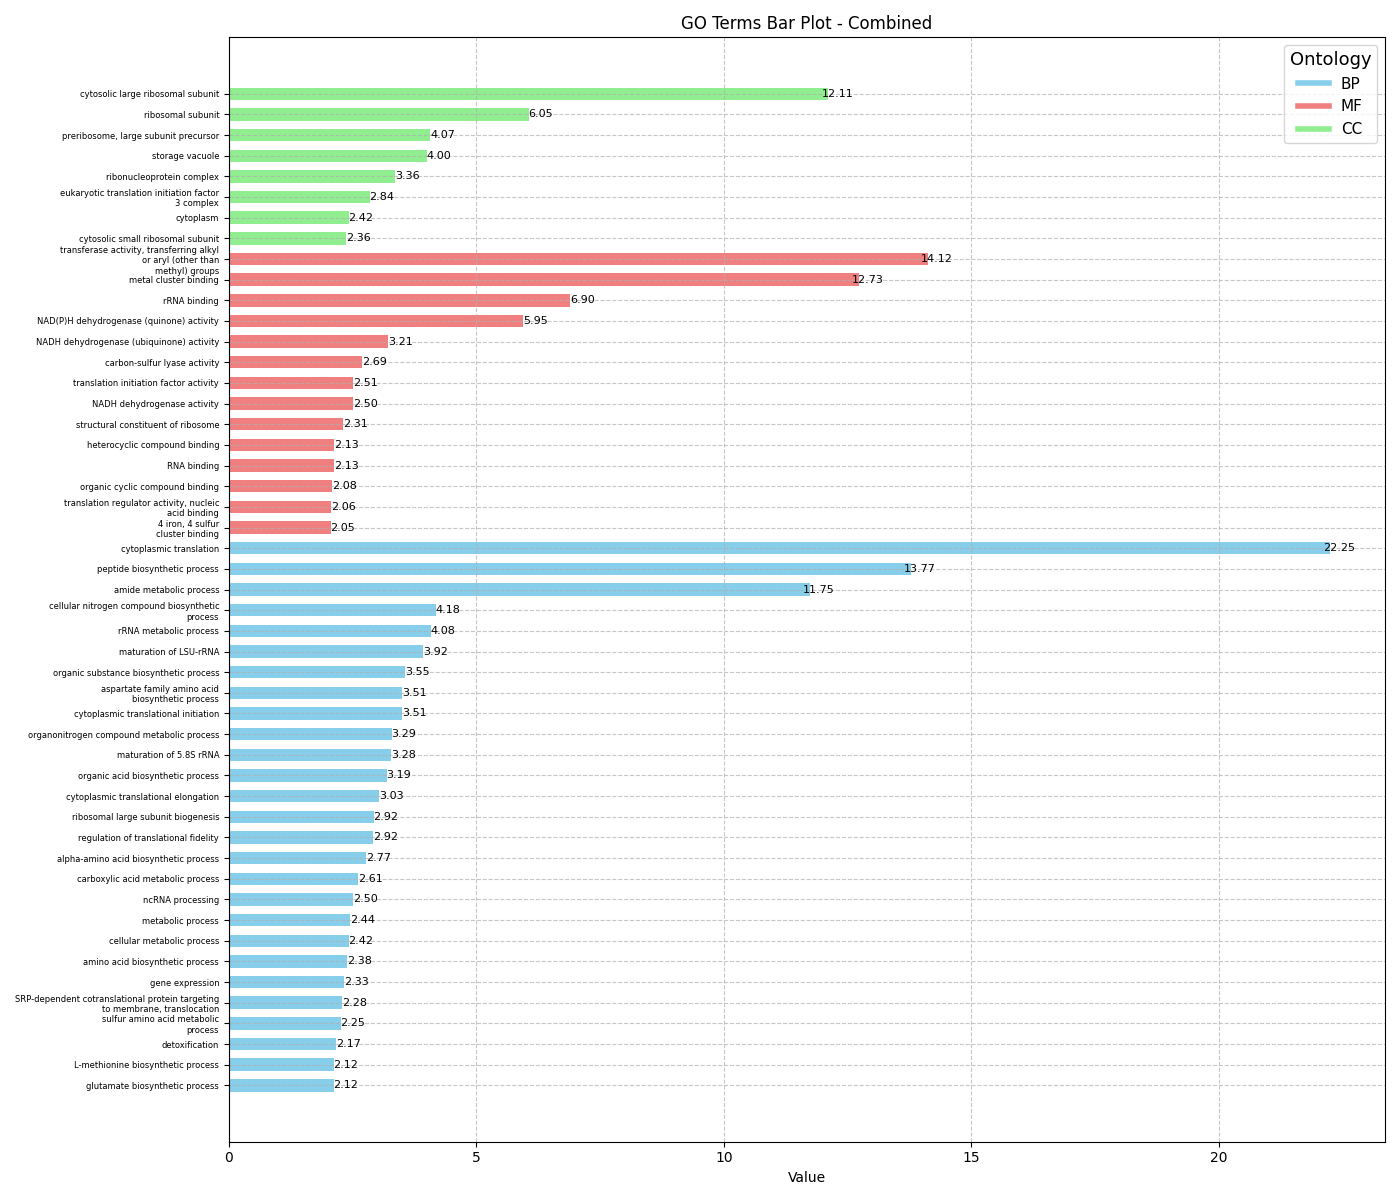 GO Terms Bar Plot - Combined
Ontology
BP
MF
CC
cytosolic large ribosomal subunit 12.11
ribosomal subunit 6.05
preribosome, large subunit precursor 4.07
storage vacuole 4.00
ribonucleoprotein complex 3.36
eukaryotic translation initiation factor
3 complex 2.84
cytoplasm 2.42
cytosolic small ribosomal subunit 2.36
transferase activity, transferring alkyl
or aryl (other than 14.12
methyl) groups
metal cluster binding 12.73
rRNA binding 6.90
NAD(P)H dehydrogenase (quinone) activity 5.95
NADH dehydrogenase (ubiquinone) activity 3.21
carbon-sulfur lyase activity 2.69
translation initiation factor activity 2.51
NADH dehydrogenase activity 2.50
structural constituent of ribosome 2.31
heterocyclic compound binding 2.13
RNA binding 2.13
organic cyclic compound binding 2.08
translation regulator activity, nucleic
acid binding 2.06
4 iron, 4 sulfur
cluster binding 2.05
cytoplasmic translation 22.25
peptide biosynthetic process 13.77
amide metabolic process 11.75
cellular nitrogen compound biosynthetic
process 4.18
rRNA metabolic process 4.08
maturation of LSU-rRNA 3.92
organic substance biosynthetic process 3.55
aspartate family amino acid
biosynthetic process 3.51
cytoplasmic translational initiation 3.51
organonitrogen compound metabolic process 3.29
maturation of 5.8S rRNA 3.28
organic acid biosynthetic process 3.19
cytoplasmic translational elongation 3.03
ribosomal large subunit biogenesis 2.92
regulation of translational fidelity 2.92
alpha-amino acid biosynthetic process 2.77
carboxylic acid metabolic process 2.61
ncRNA processing 2.50
metabolic process 2.44
cellular metabolic process 2.42
amino acid biosynthetic process 2.38
gene expression 2.33
SRP-dependent cotranslational protein targeting
to membrane, translocation 2.28
sulfur amino acid metabolic
process 2.25
detoxification 2.17
L-methionine biosynthetic process 2.12
glutamate biosynthetic process 2.12
0 5 10 15 20
Value